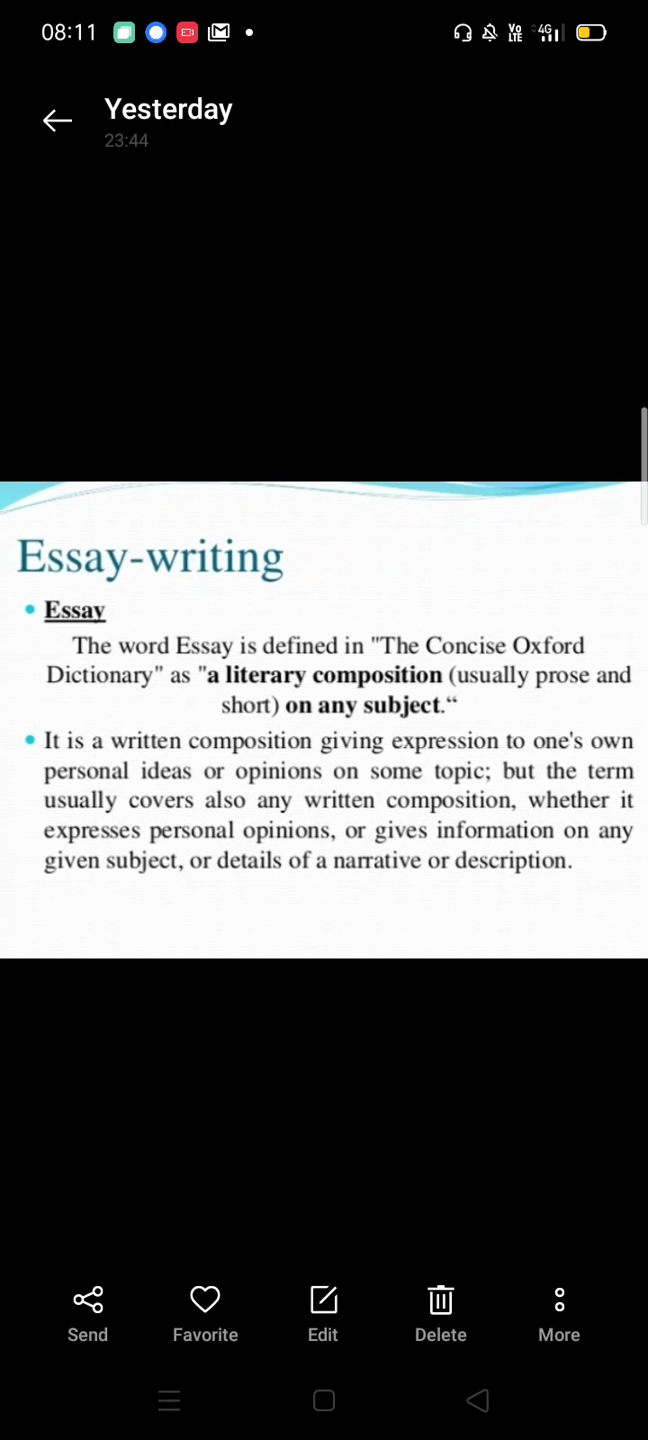 08:11
Vo LTE 4G
Yesterday
23:44
Essay-writing
• Essay
The word Essay is defined in "The Concise Oxford
Dictionary" as "a literary composition (usually prose and
short) on any subject.“
• It is a written composition giving expression to one's own
personal ideas or opinions on some topic; but the term
usually covers also any written composition, whether it
expresses personal opinions, or gives information on any
given subject, or details of a narrative or description.
Send Favorite Edit Delete More